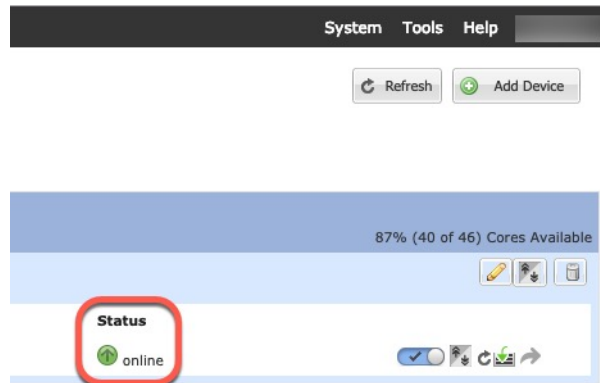 System Tools Help
Refresh Add Device
87% (40 of 46) Cores Available
Status
online